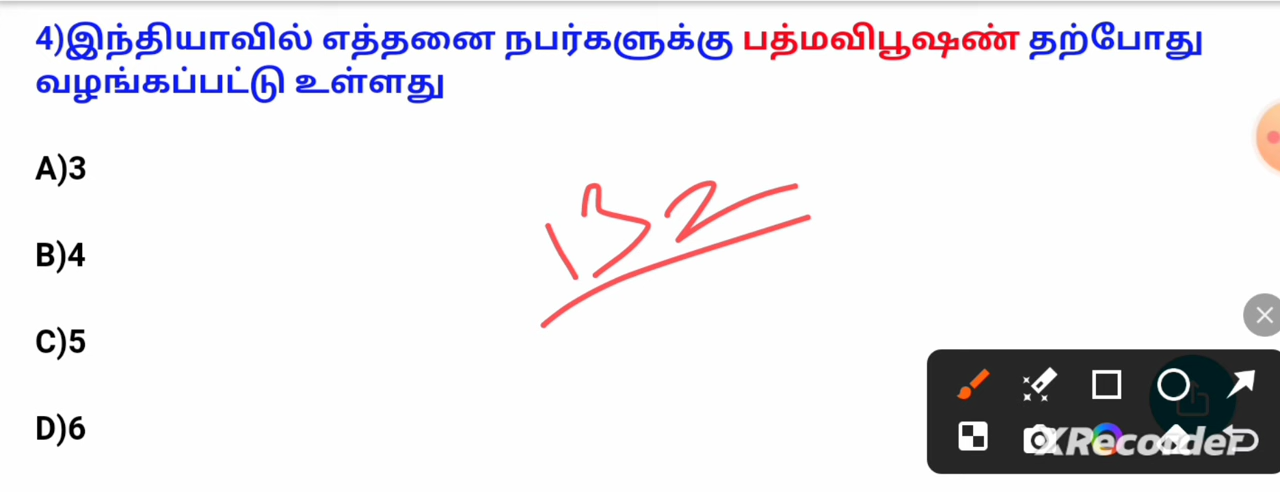 4)இந்தியாவில் எத்தனை நபர்களுக்கு பத்மவிபூஷண் தற்போது
வழங்கப்பட்டு உள்ளது
A)3
132
B)4
C)5
D)6
XRecorder